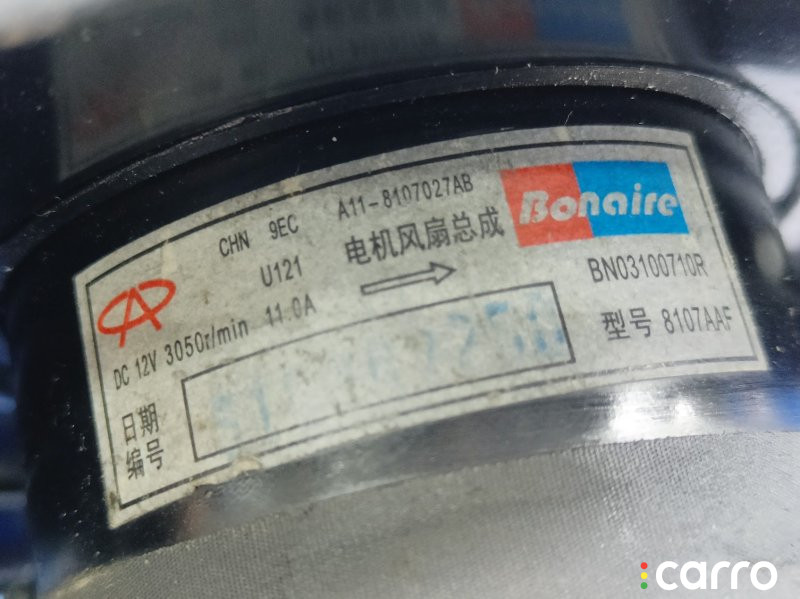 CHN 9EC A11-8107027AB Bonaire
U121 电机风扇总成 BN03100710R
DC 12V 3050r/min 11.0A 型号 8107AAF
日期
编号
carro